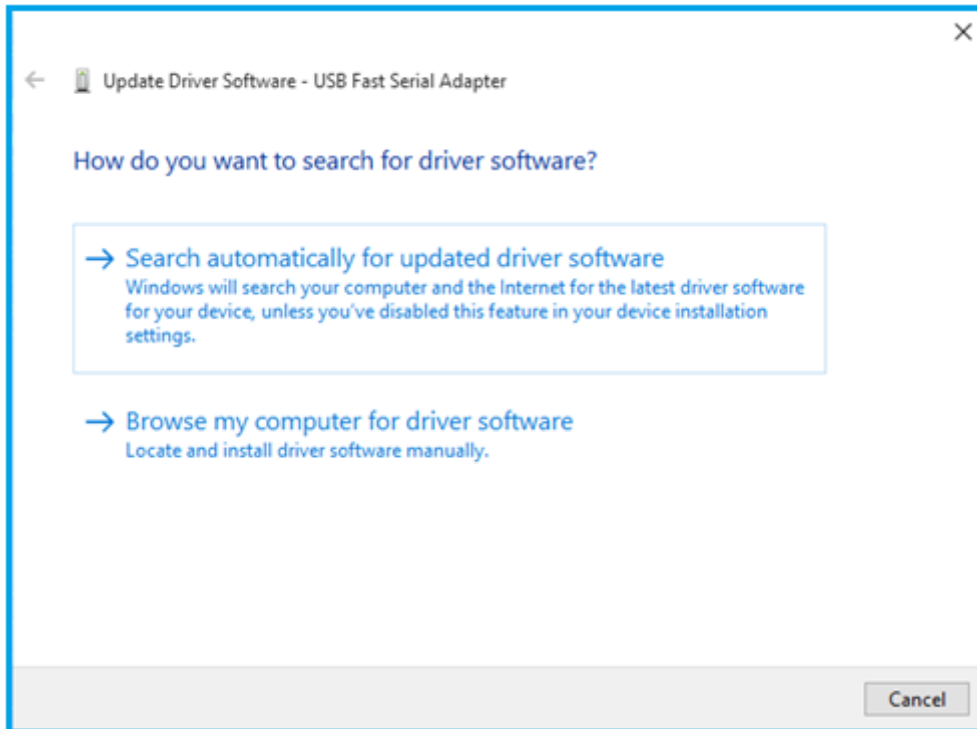 Update Driver Software - USB Fast Serial Adapter
How do you want to search for driver software?
Search automatically for updated driver software
Windows will search your computer and the Internet for the latest driver software
for your device, unless you've disabled this feature in your device installation
settings.
Browse my computer for driver software
Locate and install driver software manually.
Cancel